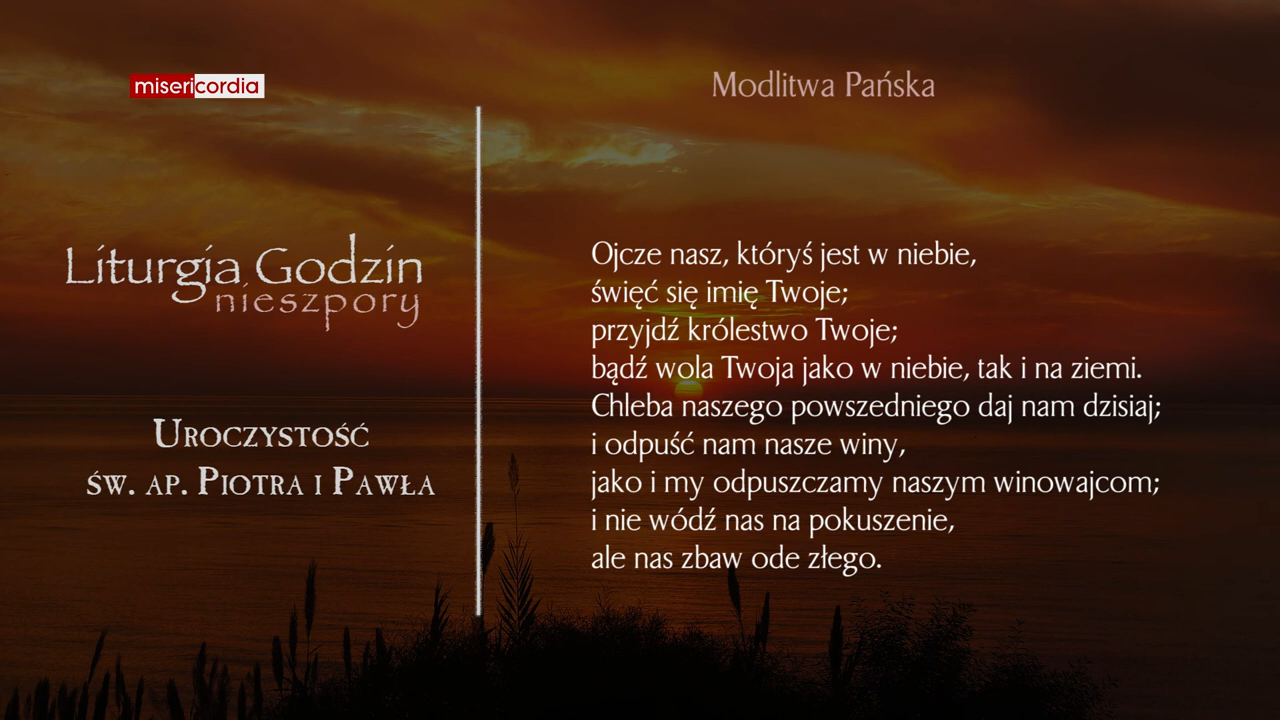 misericordia
Liturgia Godzin
nieszpory
Uroczystość
św. ap. Piotra i Pawła
Modlitwa Pańska
Ojcze nasz, któryś jest w niebie,
święć się imię Twoje;
przyjdź królestwo Twoje;
bądź wola Twoja jako w niebie, tak i na ziemi.
Chleba naszego powszedniego daj nam dzisiaj;
i odpuść nam nasze winy,
jako i my odpuszczamy naszym winowajcom;
i nie wódź nas na pokuszenie,
ale nas zbaw ode złego.